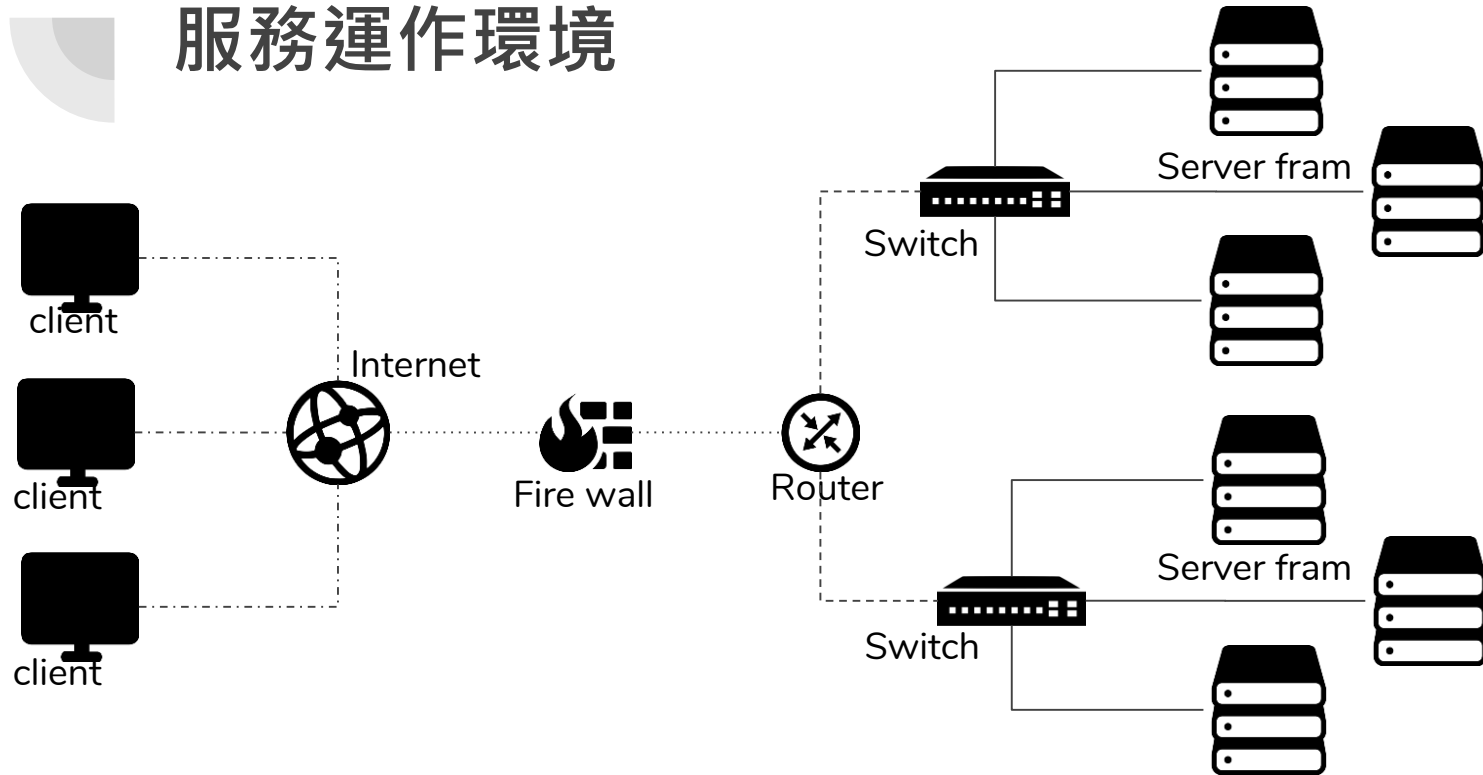 服務運作環境
client
client
client
Internet
Fire wall
Router
Switch
Server fram
Switch
Server fram